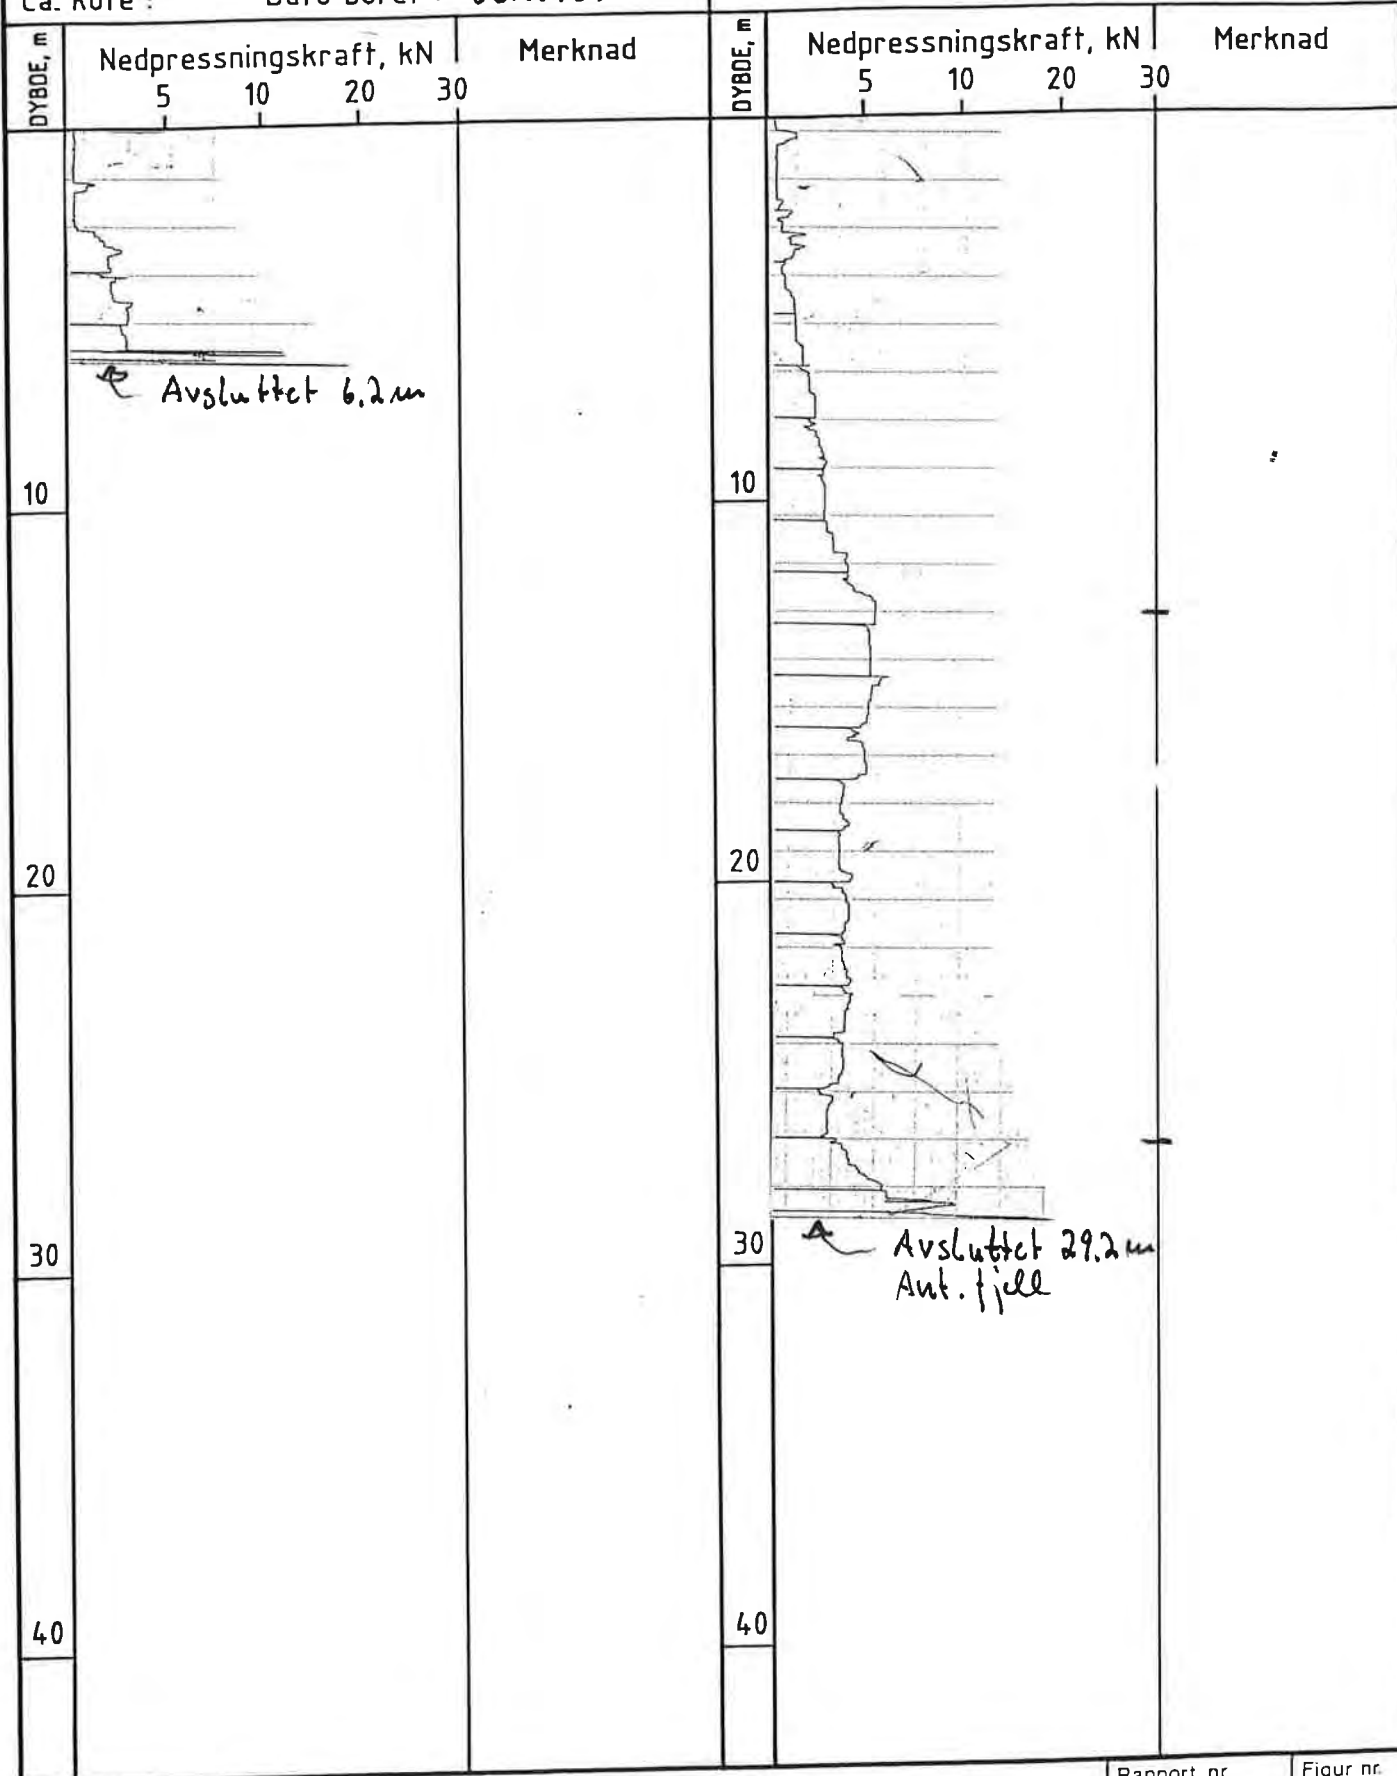 Ca. Kote :
DYBDE, m
Nedpressningskraft, kN
Merknad
5 10 20 30
Avsluttet 6.2 m
10
20
30
40
DYBDE, m
Nedpressningskraft, kN
Merknad
5 10 20 30
10
20
30
Avsluttet 29.2 m
Ant. fjell
40
Rapport nr.
Figur nr.